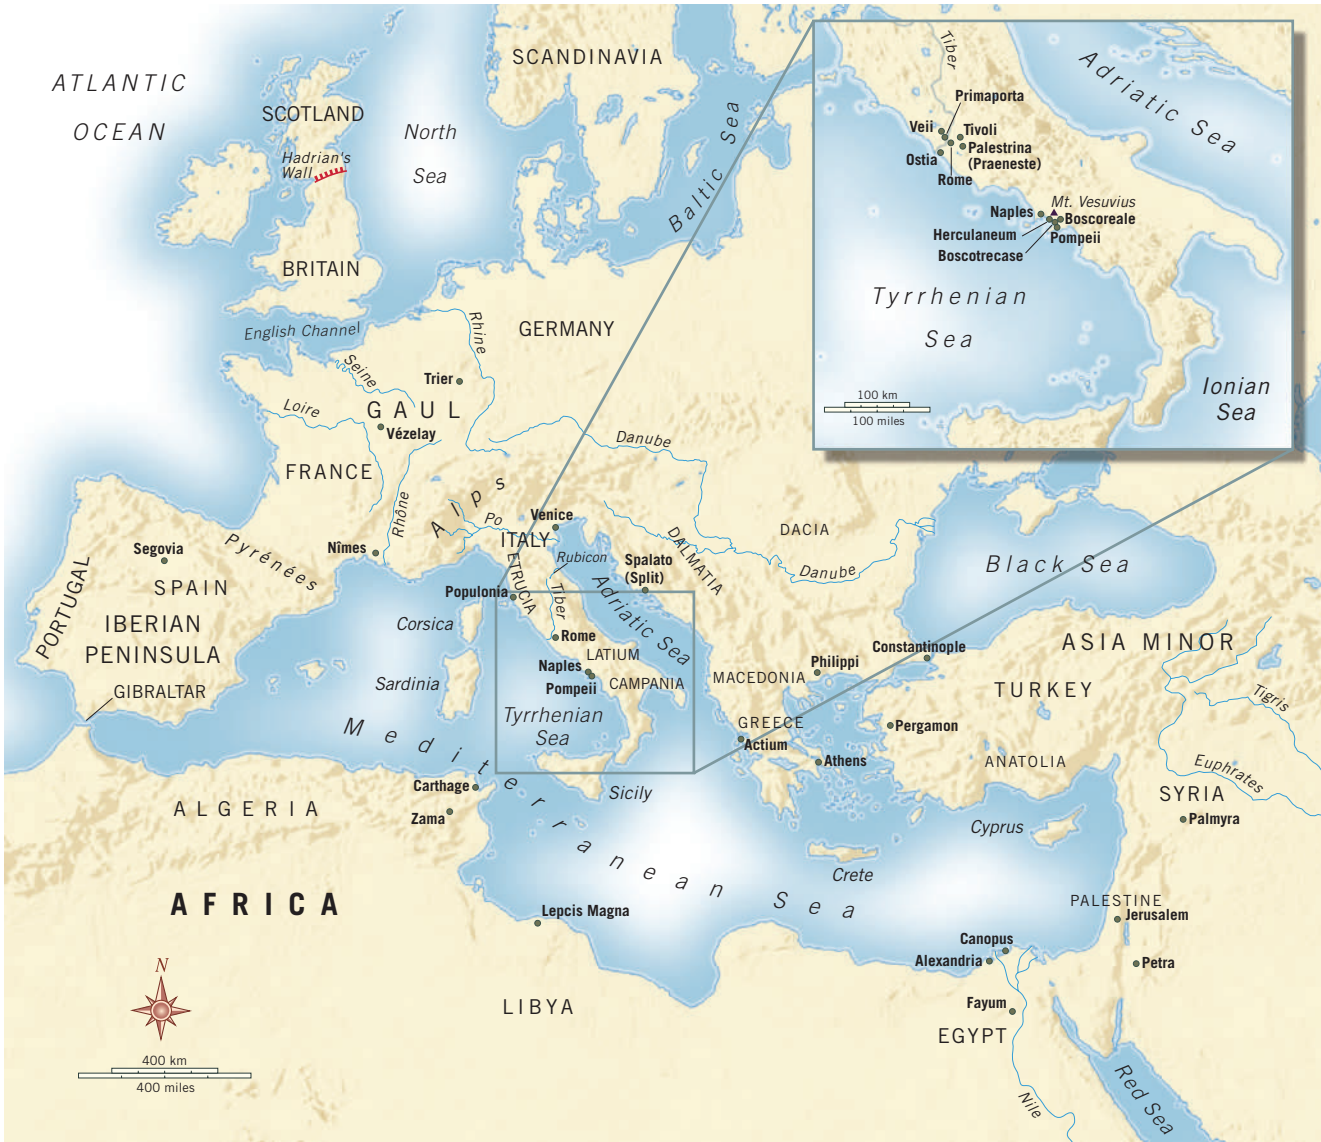 ATLANTIC
OCEAN
SCOTLAND
Hadrian's
Wall
North
Sea
SCANDINAVIA
Baltic Sea
BRITAIN
English Channel
Rhine
GERMANY
Seine
Trier
Loire
GAUL
Vézelay
FRANCE
Danube
Rhône
Alps
Po
Venice
ITALY
Rubicon
ETRUCIA
Tiber
Adriatic Sea
DALMATIA
Spalato
(Split)
DACIA
Danube
Black Sea
Segovia
Pyrénées
Nîmes
PORTUGAL
SPAIN
IBERIAN
PENINSULA
GIBRALTAR
Populonia
Corsica
Sardinia
Rome
LATIUM
Naples
Pompeii
CAMPANIA
Tyrrhenian
Sea
MACEDONIA
Philippi
Constantinople
ASIA MINOR
TURKEY
Tigris
GREECE
Actium
Athens
Pergamon
ANATOLIA
Euphrates
SYRIA
Palmyra
Mediterranean Sea
Carthage
Zama
Sicily
ALGERIA
AFRICA
Crete
Cyprus
Lepcis Magna
PALESTINE
Jerusalem
Canopus
Alexandria
Petra
Fayum
LIBYA
EGYPT
Nile
Red Sea
N
400 km
400 miles
Tiber
Adriatic Sea
Primaporta
Veii
Tivoli
Palestrina
(Praeneste)
Ostia
Rome
Naples
Mt. Vesuvius
Boscoreale
Herculaneum
Pompeii
Boscotrecase
Tyrrhenian
Sea
Ionian
Sea
100 km
100 miles